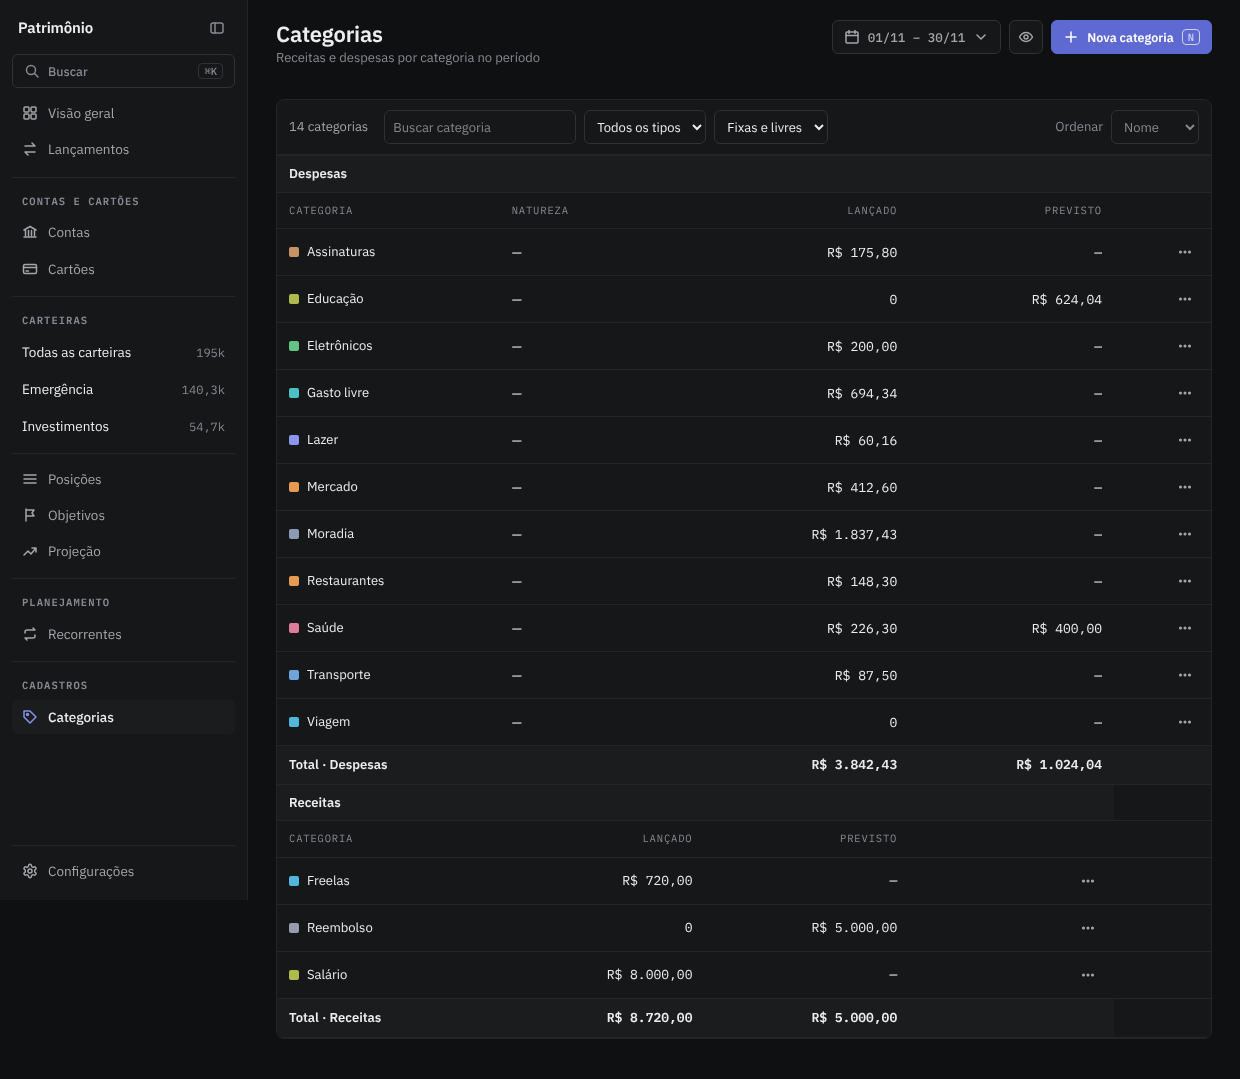 Patrimônio
Buscar ⌘K
Visão geral
Lançamentos
CONTAS E CARTÕES
Contas
Cartões
CARTEIRAS
Todas as carteiras 195k
Emergência 140,3k
Investimentos 54,7k
Posições
Objetivos
Projeção
PLANEJAMENTO
Recorrentes
CADASTROS
Categorias
Configurações
Categorias
Receitas e despesas por categoria no período
01/11 – 30/11
Nova categoria N
14 categorias Buscar categoria Todos os tipos Fixas e livres Ordenar Nome
Despesas
CATEGORIA NATUREZA LANÇADO PREVISTO
Assinaturas — R$ 175,80 — •••
Educação — 0 R$ 624,04 •••
Eletrônicos — R$ 200,00 — •••
Gasto livre — R$ 694,34 — •••
Lazer — R$ 60,16 — •••
Mercado — R$ 412,60 — •••
Moradia — R$ 1.837,43 — •••
Restaurantes — R$ 148,30 — •••
Saúde — R$ 226,30 R$ 400,00 •••
Transporte — R$ 87,50 — •••
Viagem — 0 — •••
Total · Despesas R$ 3.842,43 R$ 1.024,04
Receitas
CATEGORIA LANÇADO PREVISTO
Freelas R$ 720,00 — •••
Reembolso 0 R$ 5.000,00 •••
Salário R$ 8.000,00 — •••
Total · Receitas R$ 8.720,00 R$ 5.000,00